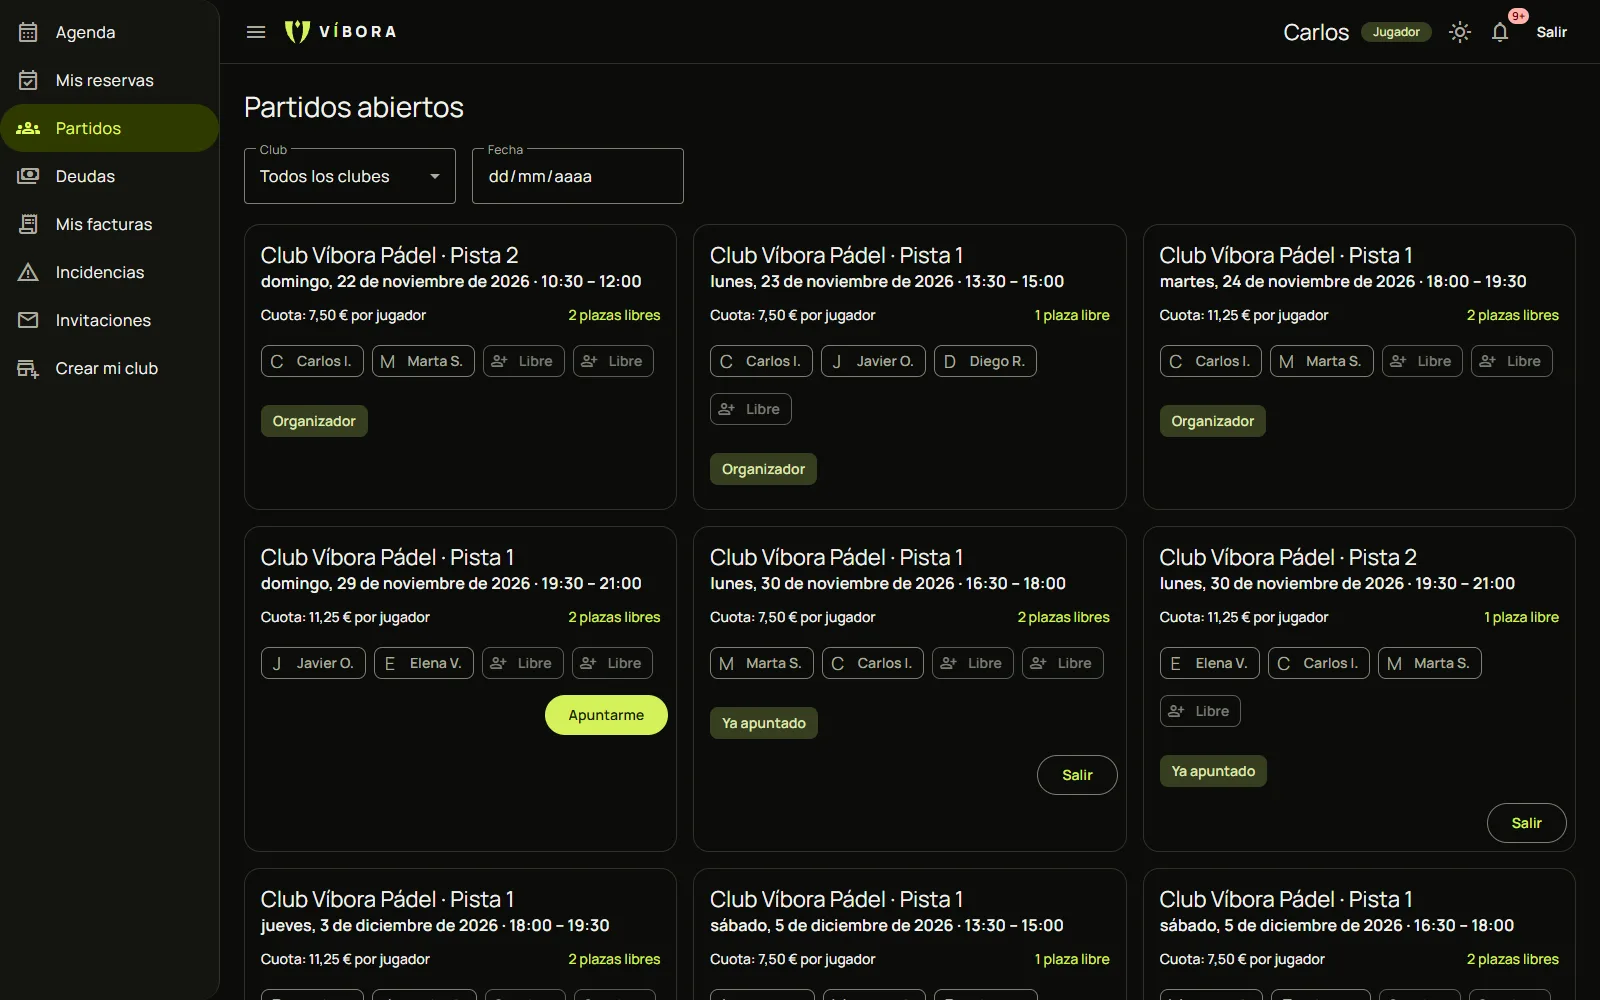 Agenda
Mis reservas
Partidos
Deudas
Mis facturas
Incidencias
Invitaciones
Crear mi club
VÍBORA
Carlos
Jugador
9+
Salir
Partidos abiertos
Club
Todos los clubes
Fecha
dd/mm/aaaa
Club Víbora Pádel · Pista 2
domingo, 22 de noviembre de 2026 · 10:30 – 12:00
Cuota: 7,50 € por jugador
2 plazas libres
C Carlos I. M Marta S. Libre Libre
Organizador
Club Víbora Pádel · Pista 1
lunes, 23 de noviembre de 2026 · 13:30 – 15:00
Cuota: 7,50 € por jugador
1 plaza libre
C Carlos I. J Javier O. D Diego R.
Libre
Organizador
Club Víbora Pádel · Pista 1
martes, 24 de noviembre de 2026 · 18:00 – 19:30
Cuota: 11,25 € por jugador
2 plazas libres
C Carlos I. M Marta S. Libre Libre
Organizador
Club Víbora Pádel · Pista 1
domingo, 29 de noviembre de 2026 · 19:30 – 21:00
Cuota: 11,25 € por jugador
2 plazas libres
J Javier O. E Elena V. Libre Libre
Apuntarme
Club Víbora Pádel · Pista 1
lunes, 30 de noviembre de 2026 · 16:30 – 18:00
Cuota: 7,50 € por jugador
2 plazas libres
M Marta S. C Carlos I. Libre Libre
Ya apuntado
Salir
Club Víbora Pádel · Pista 2
lunes, 30 de noviembre de 2026 · 19:30 – 21:00
Cuota: 11,25 € por jugador
1 plaza libre
E Elena V. C Carlos I. M Marta S.
Libre
Ya apuntado
Salir
Club Víbora Pádel · Pista 1
jueves, 3 de diciembre de 2026 · 18:00 – 19:30
Cuota: 11,25 € por jugador
2 plazas libres
Club Víbora Pádel · Pista 1
sábado, 5 de diciembre de 2026 · 13:30 – 15:00
Cuota: 7,50 € por jugador
1 plaza libre
Club Víbora Pádel · Pista 1
sábado, 5 de diciembre de 2026 · 16:30 – 18:00
Cuota: 7,50 € por jugador
2 plazas libres